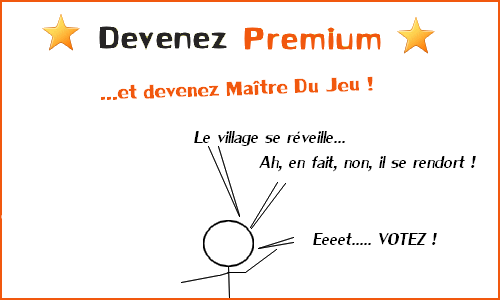 Devenez Premium
...et devenez Maître Du Jeu !
Le village se réveille...
Ah, en fait, non, il se rendort !
Eeeet..... VOTEZ !